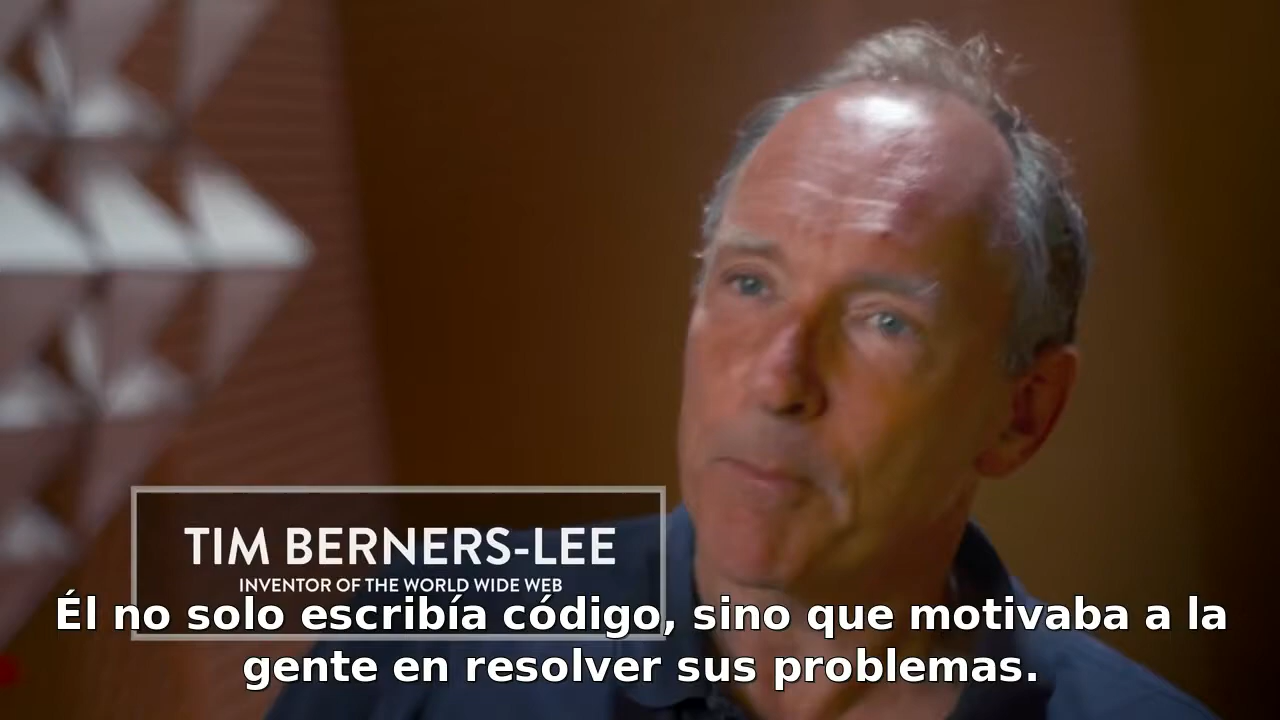 TIM BERNERS-LEE
INVENTOR OF THE WORLD WIDE WEB
Él no solo escribía código, sino que motivaba a la
gente en resolver sus problemas.